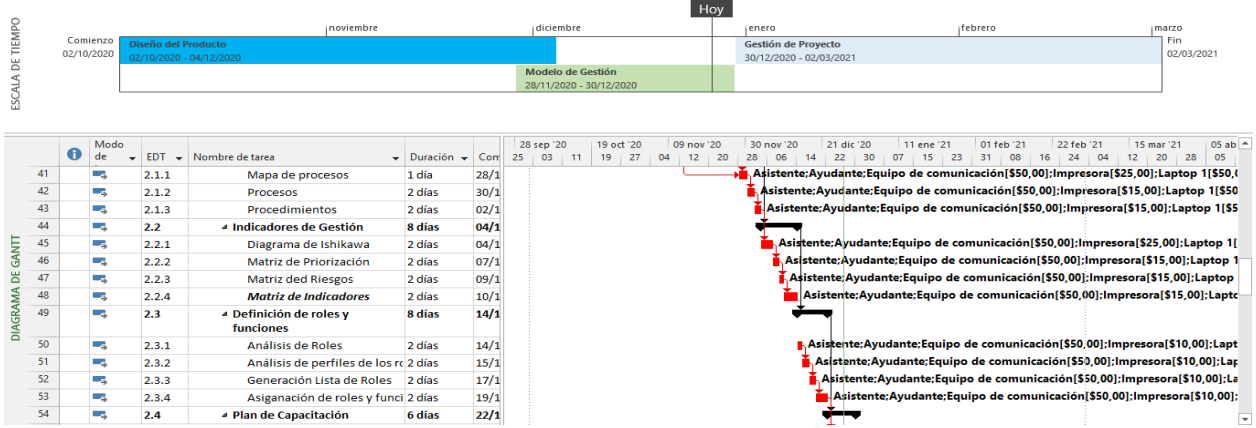 Hoy
noviembre diciembre enero febrero marzo
ESCALA DE TIEMPO
Comienzo
02/10/2020
Diseño del Producto
02/10/2020 - 04/12/2020
Gestión de Proyecto
30/12/2020 - 02/03/2021
Fin
02/03/2021
Modelo de Gestión
28/11/2020 - 30/12/2020
DIAGRAMA DE GANTT
Modo de EDT Nombre de tarea Duración Com
28 sep '20 19 oct '20 09 nov '20 30 nov '20 21 dic '20 11 ene '21 01 feb '21 22 feb '21 15 mar '21 05 ab
25 03 11 19 27 04 12 20 28 06 14 22 30 07 15 23 31 08 16 24 04 12 20 28 05
41 2.1.1 Mapa de procesos 1 día 28/1 Asistente;Ayudante;Equipo de comunicación[$50,00];Impresora[$25,00];Laptop 1[$50,
42 2.1.2 Procesos 2 días 30/1 Asistente;Ayudante;Equipo de comunicación[$50,00];Impresora[$15,00];Laptop 1[$50
43 2.1.3 Procedimientos 2 días 02/1 Asistente;Ayudante;Equipo de comunicación[$50,00];Impresora[$15,00];Laptop 1[$5
44 2.2 Indicadores de Gestión 8 días 04/1
45 2.2.1 Diagrama de Ishikawa 2 días 04/1 Asistente;Ayudante;Equipo de comunicación[$50,00];Impresora[$25,00];Laptop 1[
46 2.2.2 Matriz de Priorización 2 días 07/1 Asistente;Ayudante;Equipo de comunicación[$50,00];Impresora[$15,00];Laptop 1
47 2.2.3 Matriz ded Riesgos 2 días 09/1 Asistente;Ayudante;Equipo de comunicación[$50,00];Impresora[$15,00];Laptop
48 2.2.4 Matriz de Indicadores 2 días 10/1 Asistente;Ayudante;Equipo de comunicación[$50,00];Impresora[$15,00];Lapto
49 2.3 Definición de roles y funciones 8 días 14/1
50 2.3.1 Análisis de Roles 2 días 14/1 Asistente;Ayudante;Equipo de comunicación[$50,00];Impresora[$10,00];Lapt
51 2.3.2 Análisis de perfiles de los ro 2 días 15/1 Asistente;Ayudante;Equipo de comunicación[$50,00];Impresora[$10,00];Lap
52 2.3.3 Generación Lista de Roles 2 días 17/1 Asistente;Ayudante;Equipo de comunicación[$50,00];Impresora[$10,00];La
53 2.3.4 Asiganación de roles y funci 2 días 19/1 Asistente;Ayudante;Equipo de comunicación[$50,00];Impresora[$10,00];
54 2.4 Plan de Capacitación 6 días 22/1